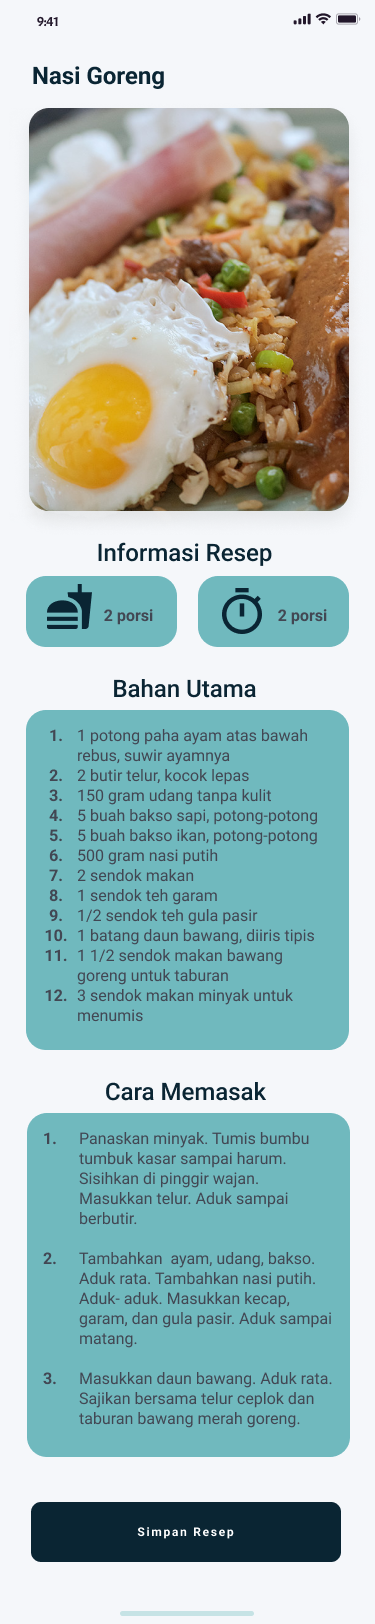 9:41
Nasi Goreng
Informasi Resep
2 porsi
2 porsi
Bahan Utama
1. 1 potong paha ayam atas bawah
rebus, suwir ayamnya
2. 2 butir telur, kocok lepas
3. 150 gram udang tanpa kulit
4. 5 buah bakso sapi, potong-potong
5. 5 buah bakso ikan, potong-potong
6. 500 gram nasi putih
7. 2 sendok makan
8. 1 sendok teh garam
9. 1/2 sendok teh gula pasir
10. 1 batang daun bawang, diiris tipis
11. 1 1/2 sendok makan bawang
goreng untuk taburan
12. 3 sendok makan minyak untuk
menumis
Cara Memasak
1. Panaskan minyak. Tumis bumbu
tumbuk kasar sampai harum.
Sisihkan di pinggir wajan.
Masukkan telur. Aduk sampai
berbutir.
2. Tambahkan  ayam, udang, bakso.
Aduk rata. Tambahkan nasi putih.
Aduk- aduk. Masukkan kecap,
garam, dan gula pasir. Aduk sampai
matang.
3. Masukkan daun bawang. Aduk rata.
Sajikan bersama telur ceplok dan
taburan bawang merah goreng.
Simpan Resep